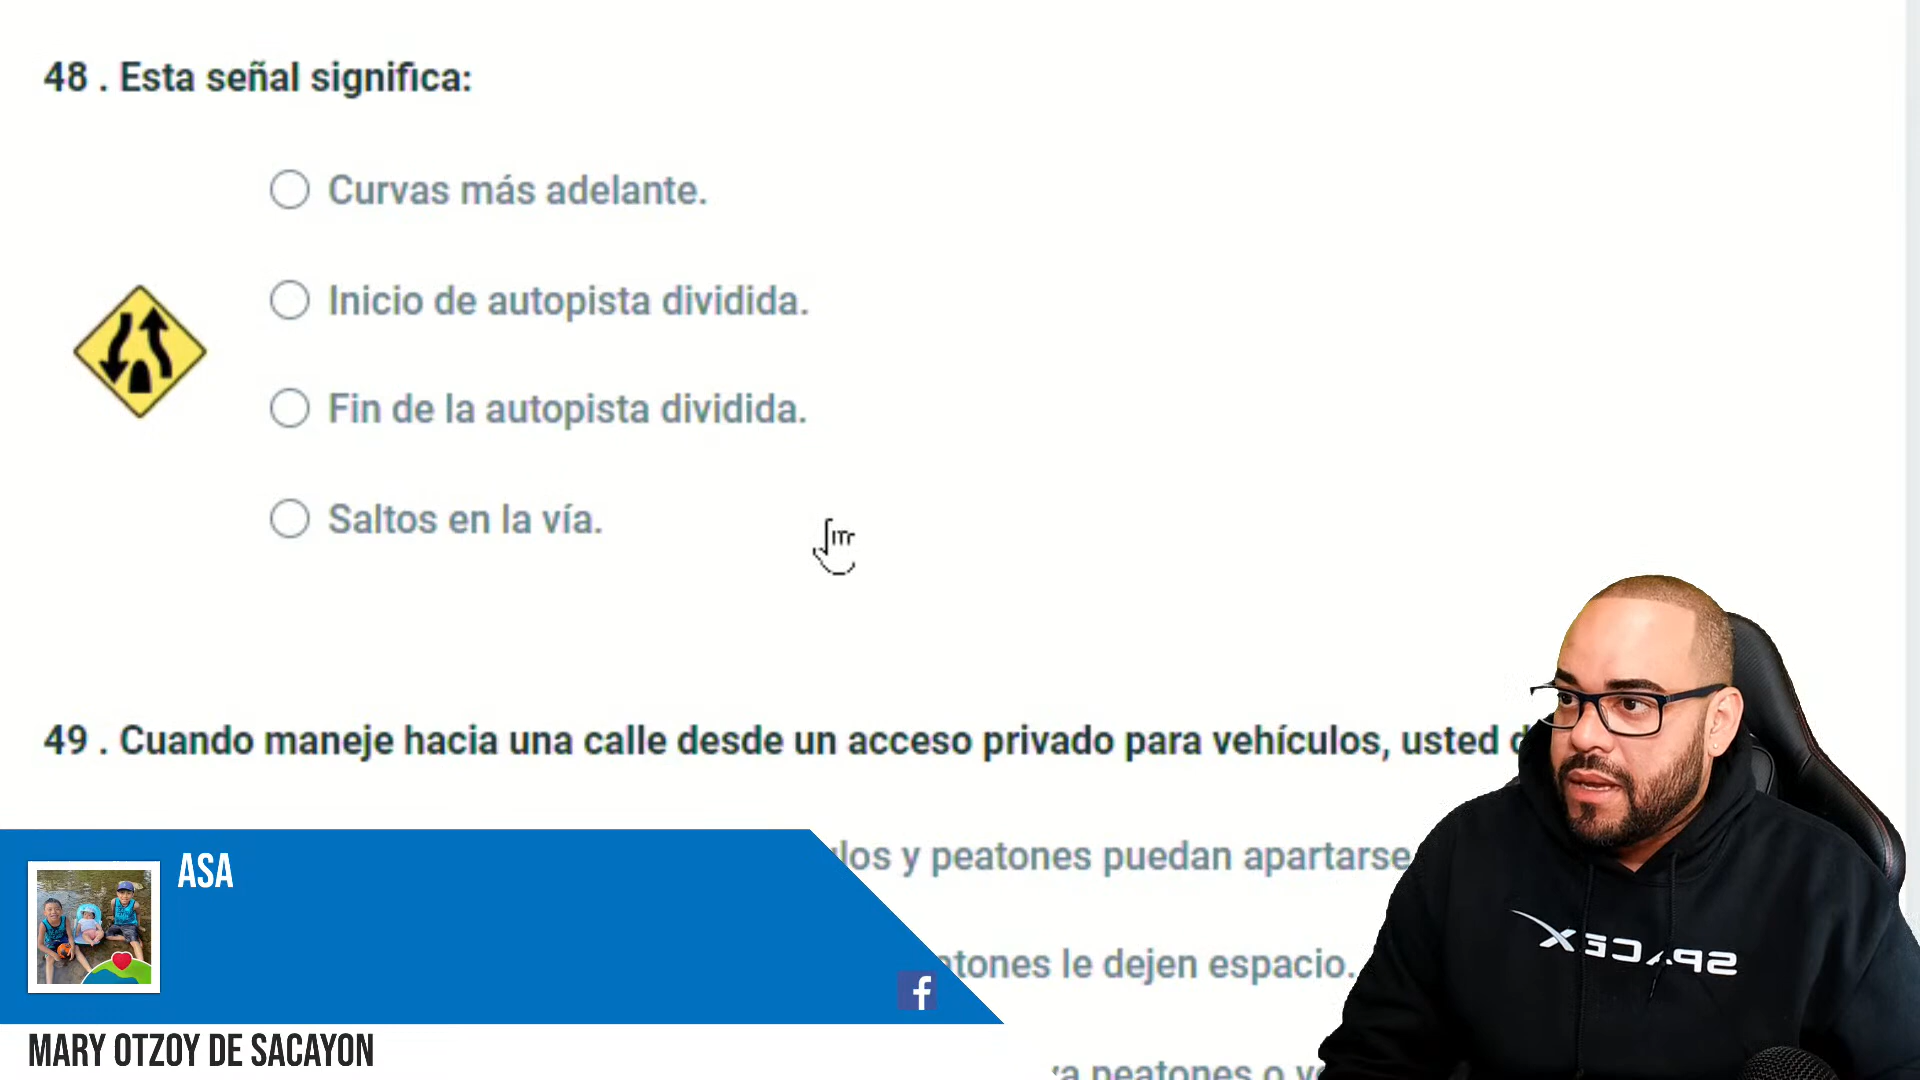 48 . Esta señal significa:
Curvas más adelante.
Inicio de autopista dividida.
Fin de la autopista dividida.
Saltos en la vía.
49 . Cuando maneje hacia una calle desde un acceso privado para vehículos, usted
los y peatones puedan apartarse
ASA
le dejen espacio.
f
SPACEX
MARY OTZOY DE SACAYON
peatones o